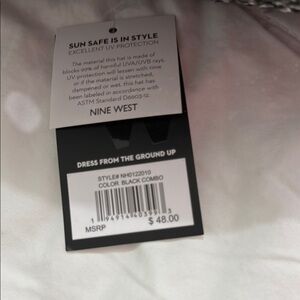 SUN SAFE IS IN STYLE
EXCELLENT UV PROTECTION
The material this hat is made of
blocks 90% of harmful UVA/UVB rays.
UV protection will lessen with time
or if the material is stretched,
dampened or wet. this hat has
been labeled in accordance with
ASTM Standard D6603-12.
NINE WEST
DRESS FROM THE GROUND UP
STYLE# NH0122010
COLOR BLACK COMBO
MSRP
$ 48.00